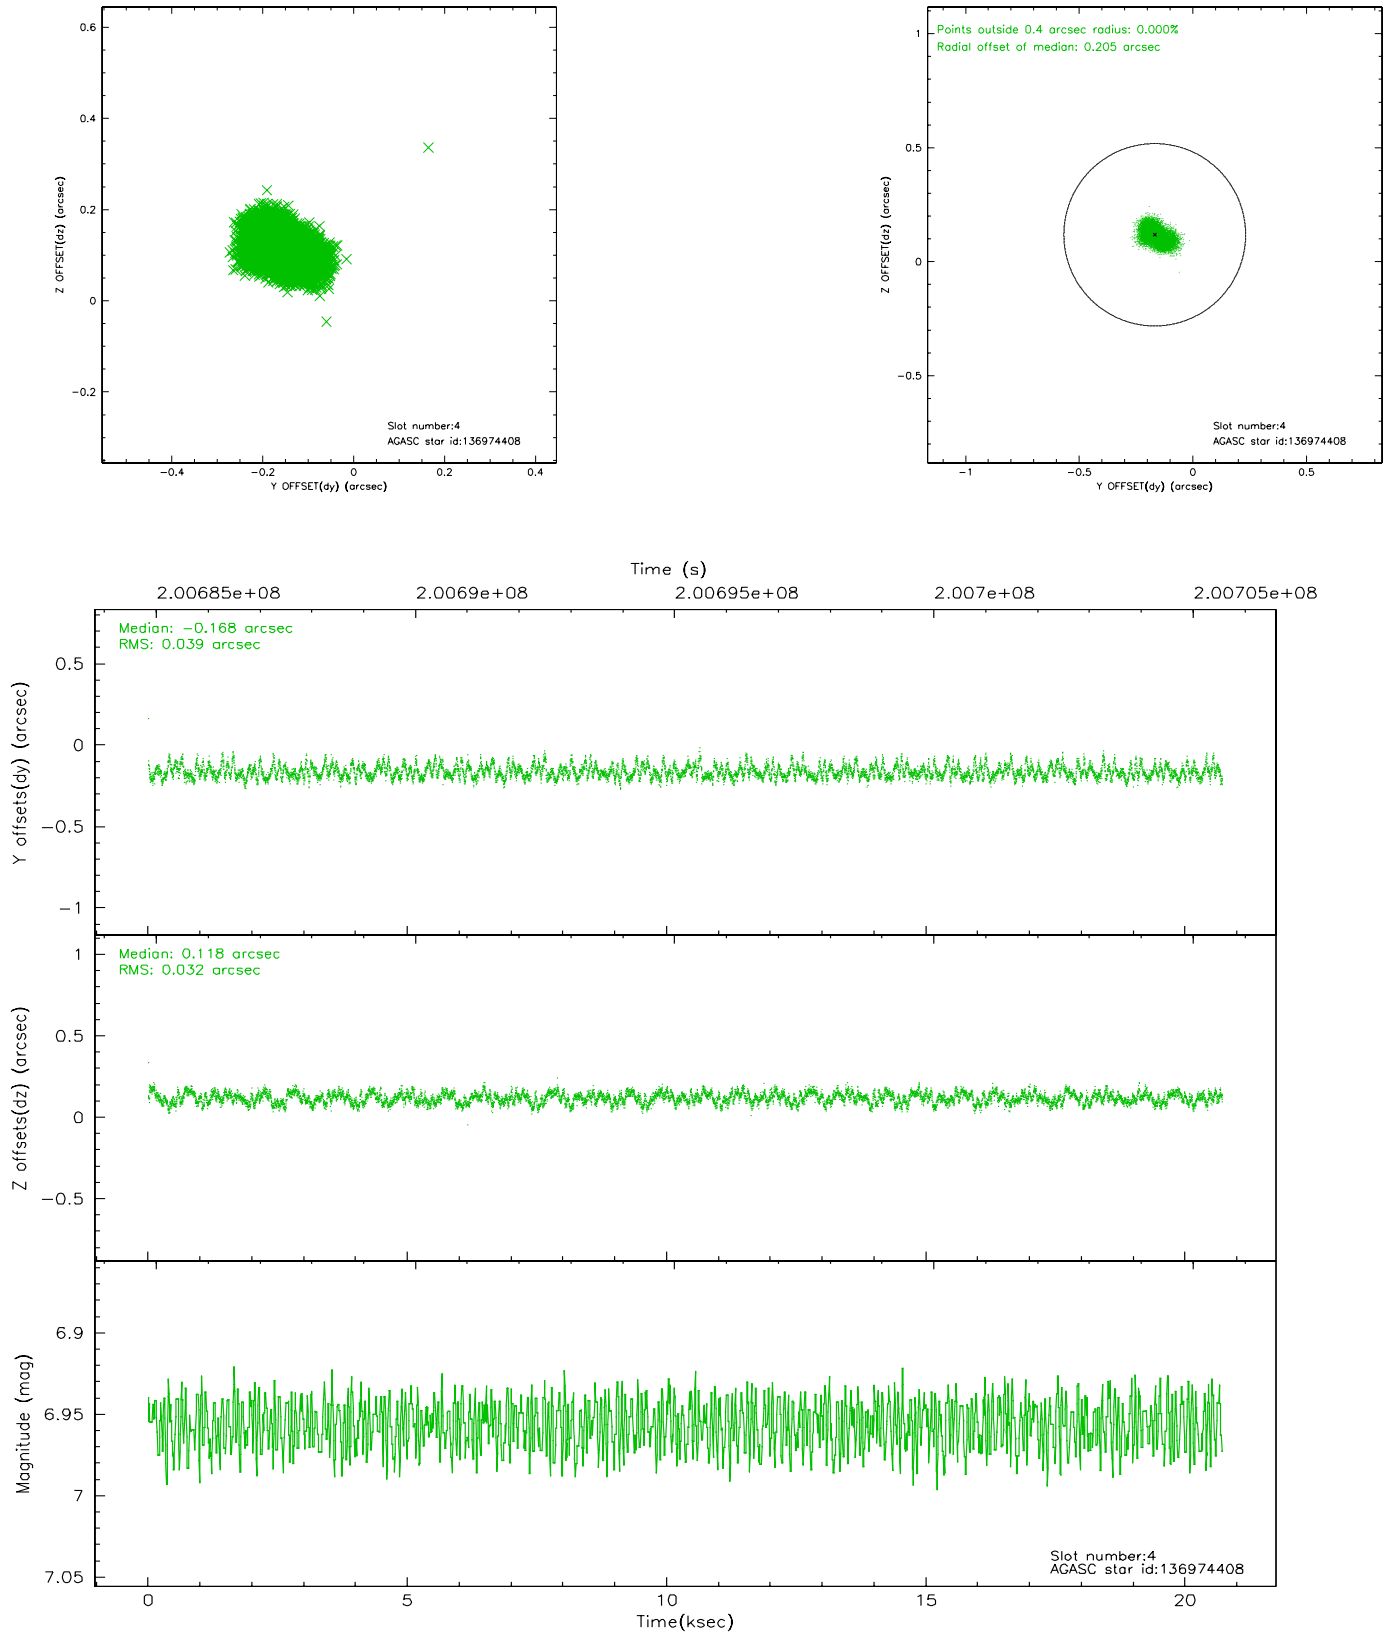 0.6
0.4
0.2
0
−0.2
Z OFFSET(dz) (arcsec)
Slot number:4
AGASC star id:136974408
−0.4 −0.2 0 0.2 0.4
Y OFFSET(dy) (arcsec)
Points outside 0.4 arcsec radius: 0.000%
Radial offset of median: 0.205 arcsec
1
0.5
0
−0.5
Z OFFSET(dz) (arcsec)
Slot number:4
AGASC star id:136974408
−1 −0.5 0 0.5
Y OFFSET(dy) (arcsec)
Time (s)
2.00685e+08 2.0069e+08 2.00695e+08 2.007e+08 2.00705e+08
Median: −0.168 arcsec
RMS: 0.039 arcsec
0.5
0
−0.5
−1
Y offsets(dy) (arcsec)
Median: 0.118 arcsec
RMS: 0.032 arcsec
1
0.5
0
−0.5
Z offsets(dz) (arcsec)
6.9
6.95
7
7.05
Magnitude (mag)
Slot number:4
AGASC star id:136974408
0 5 10 15 20
Time(ksec)